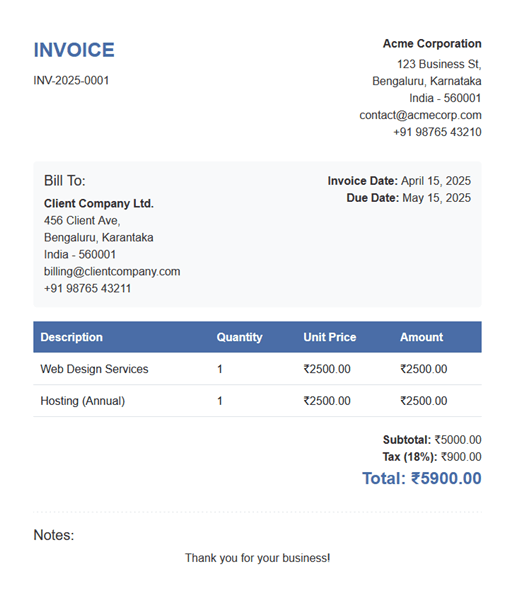 INVOICE
INV-2025-0001
Acme Corporation
123 Business St,
Bengaluru, Karnataka
India - 560001
contact@acmecorp.com
+91 98765 43210
Bill To:
Client Company Ltd.
456 Client Ave,
Bengaluru, Karantaka
India - 560001
billing@clientcompany.com
+91 98765 43211
Invoice Date: April 15, 2025
Due Date: May 15, 2025
Description Quantity Unit Price Amount
Web Design Services 1 ₹2500.00 ₹2500.00
Hosting (Annual) 1 ₹2500.00 ₹2500.00
Subtotal: ₹5000.00
Tax (18%): ₹900.00
Total: ₹5900.00
Notes:
Thank you for your business!